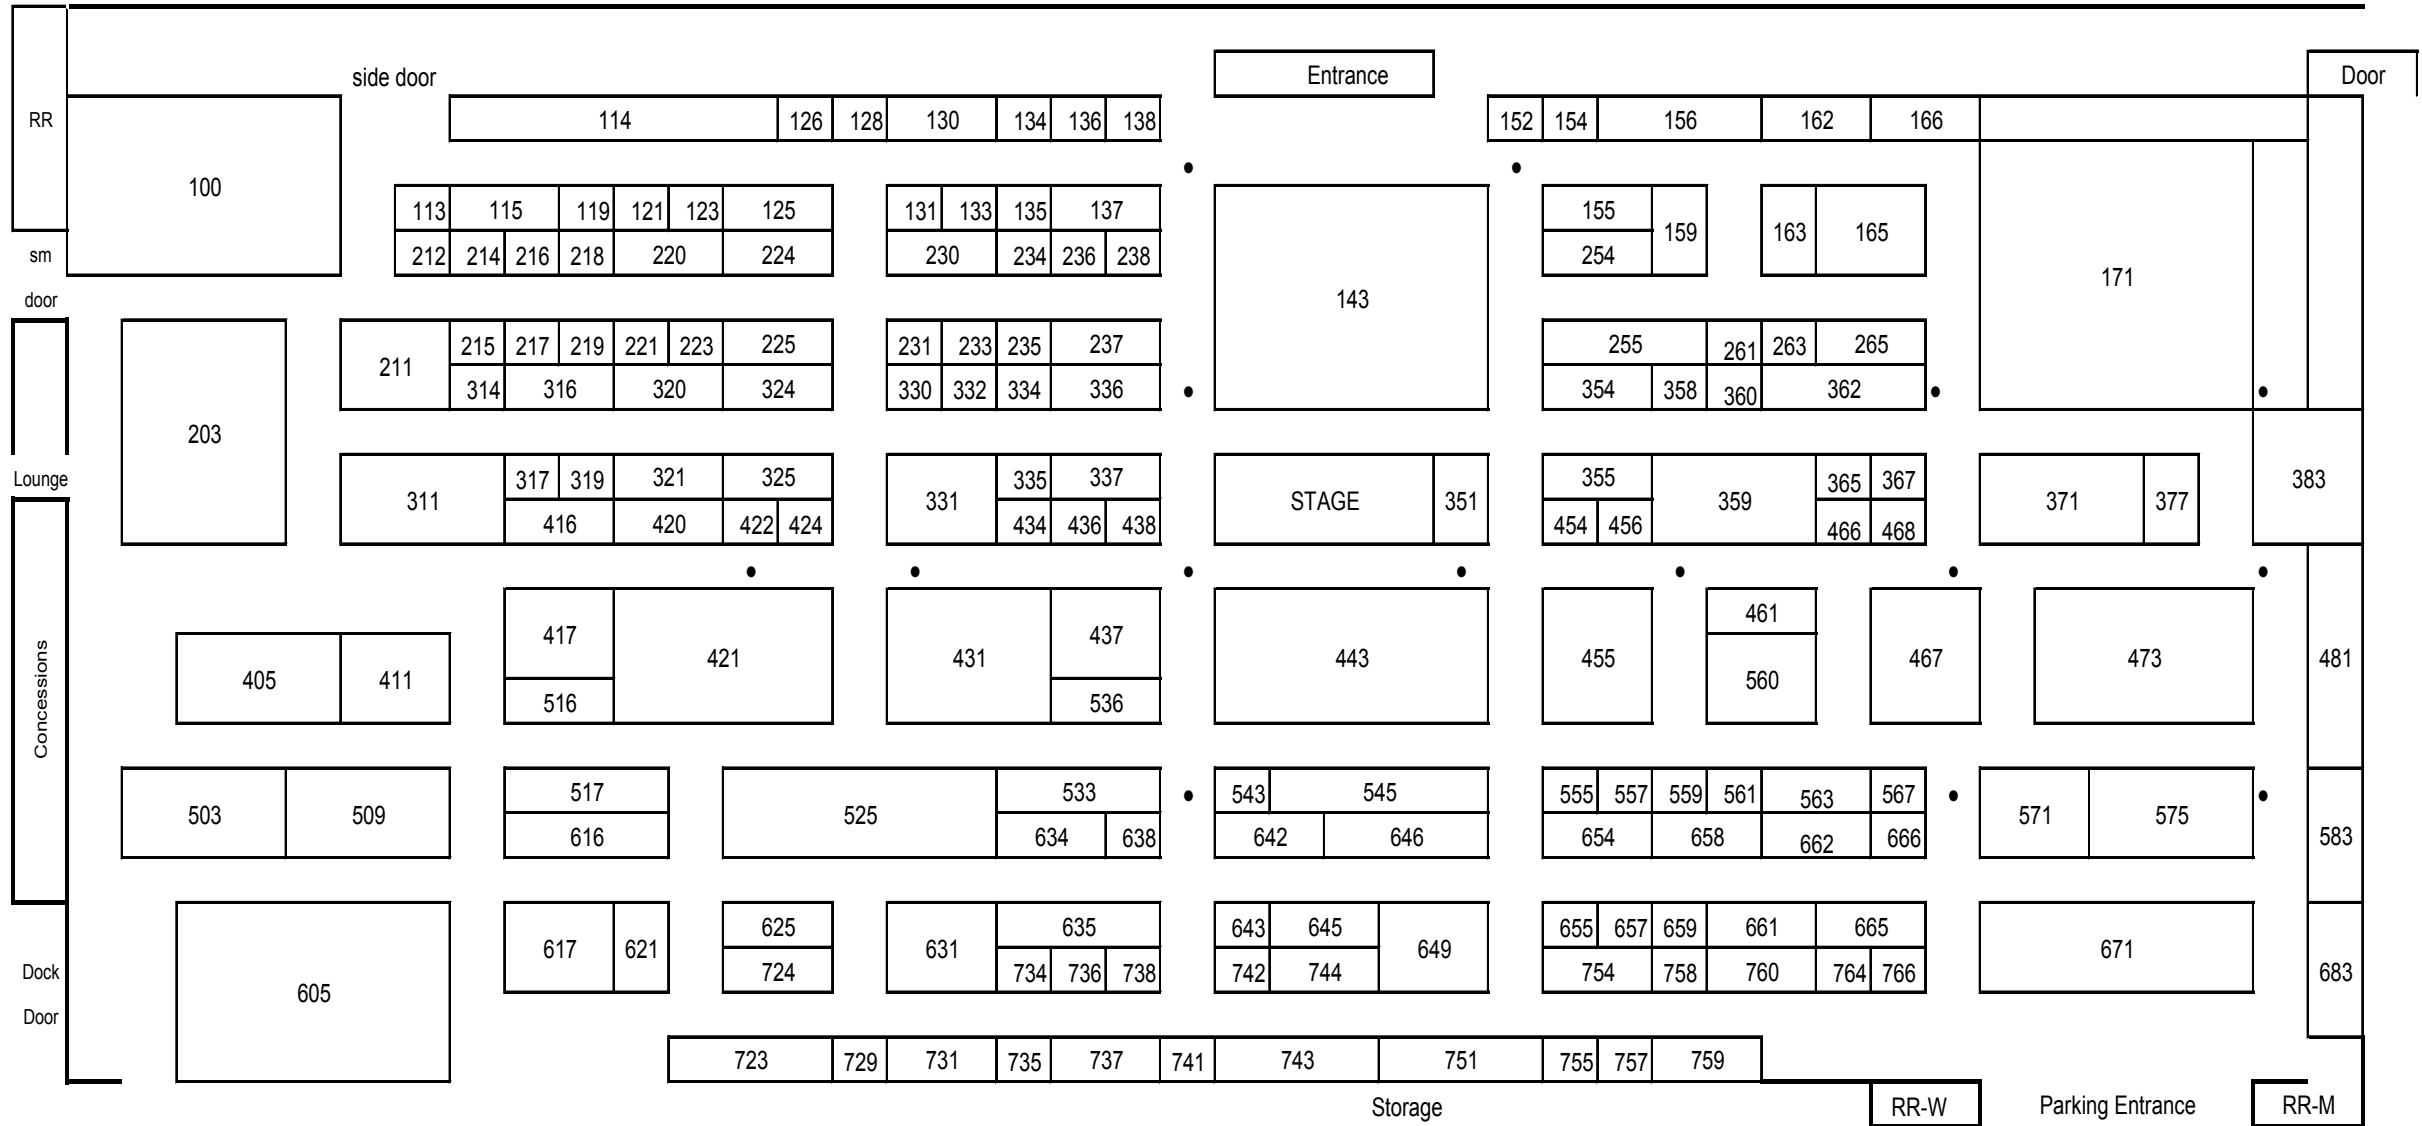 side door Entrance Door
RR 114 126 128 130 134 136 138 152 154 156 162 166
100
113 115 119 121 123 125 131 133 135 137 155
159 163 165
sm 212 214 216 218 220 224 230 234 236 238 254
171
door 143
215 217 219 221 223 225 231 233 235 237 255 261 263 265
211
314 316 320 324 330 332 334 336 354 358 360 362
203
Lounge 317 319 321 325 335 337 355 365 367 383
311 331 STAGE 351 359 371 377
416 420 422 424 434 436 438 454 456 466 468
461
417 437
421 431 443 455 467 473 481
Concessions 405 411 560
516 536
517 533 543 545 555 557 559 561 563 567
503 509 525 571 575
616 634 638 642 646 654 658 662 666 583
625 635 643 645 655 657 659 661 665
617 621 631 649 671
Dock 724 734 736 738 742 744 754 758 760 764 766 683
605
Door
723 729 731 735 737 741 743 751 755 757 759
Storage RR-W Parking Entrance RR-M